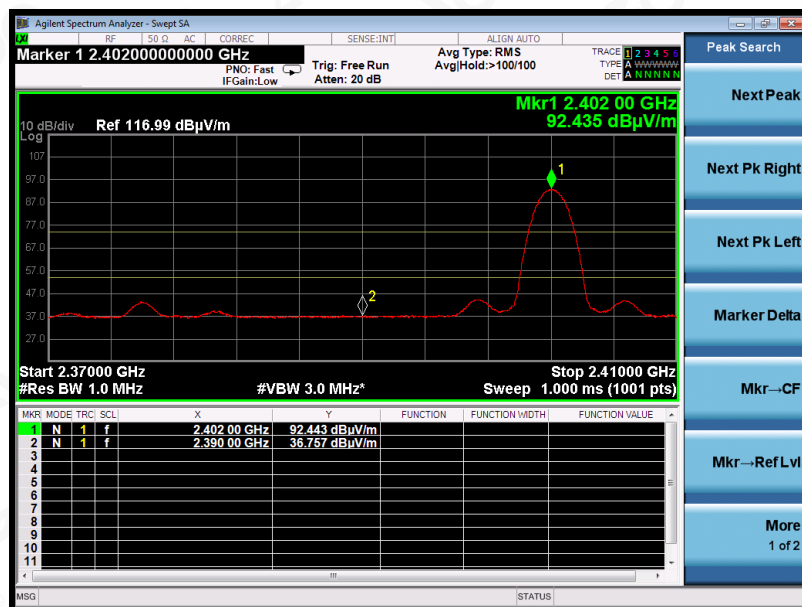 Agilent Spectrum Analyzer - Swept SA
LXI RF 50 Ω AC CORREC SENSE:INT ALIGN AUTO
Marker 1 2.402000000000 GHz
PNO: Fast
IFGain:Low
Trig: Free Run
Atten: 20 dB
Avg Type: RMS
Avg|Hold:>100/100
TRACE 1 2 3 4 5 6
TYPE A WWWWW
DET A N N N N N
Peak Search
Mkr1 2.402 00 GHz
92.435 dBµV/m
10 dB/div Ref 116.99 dBµV/m
Log
107
97.0
87.0
77.0
67.0
57.0
47.0
37.0
27.0
1
2
Start 2.37000 GHz Stop 2.41000 GHz
#Res BW 1.0 MHz #VBW 3.0 MHz* Sweep 1.000 ms (1001 pts)
MKR MODE TRC SCL X Y FUNCTION FUNCTION WIDTH FUNCTION VALUE
1 N 1 f 2.402 00 GHz 92.443 dBµV/m
2 N 1 f 2.390 00 GHz 36.757 dBµV/m
3
4
5
6
7
8
9
10
11
MSG STATUS
Next Peak
Next Pk Right
Next Pk Left
Marker Delta
Mkr→CF
Mkr→Ref Lvl
More
1 of 2